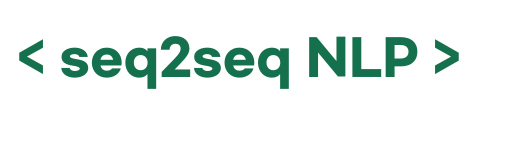 < seq2seq NLP >